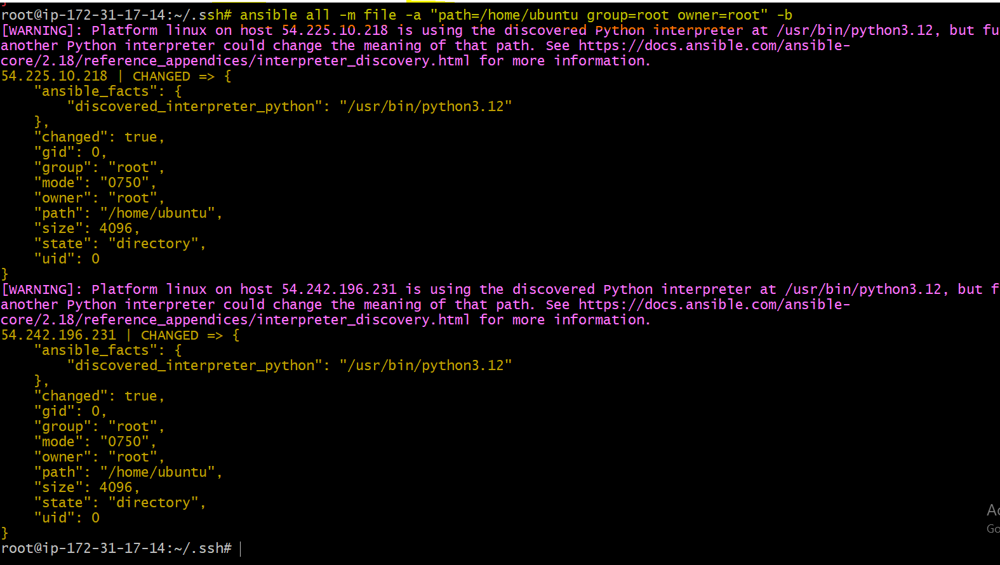 root@ip-172-31-17-14:~/.ssh# ansible all -m file -a "path=/home/ubuntu group=root owner=root" -b
[WARNING]: Platform linux on host 54.225.10.218 is using the discovered Python interpreter at /usr/bin/python3.12, but fu
another Python interpreter could change the meaning of that path. See https://docs.ansible.com/ansible-
core/2.18/reference_appendices/interpreter_discovery.html for more information.
54.225.10.218 | CHANGED => {
    "ansible_facts": {
        "discovered_interpreter_python": "/usr/bin/python3.12"
    },
    "changed": true,
    "gid": 0,
    "group": "root",
    "mode": "0750",
    "owner": "root",
    "path": "/home/ubuntu",
    "size": 4096,
    "state": "directory",
    "uid": 0
}
[WARNING]: Platform linux on host 54.242.196.231 is using the discovered Python interpreter at /usr/bin/python3.12, but f
another Python interpreter could change the meaning of that path. See https://docs.ansible.com/ansible-
core/2.18/reference_appendices/interpreter_discovery.html for more information.
54.242.196.231 | CHANGED => {
    "ansible_facts": {
        "discovered_interpreter_python": "/usr/bin/python3.12"
    },
    "changed": true,
    "gid": 0,
    "group": "root",
    "mode": "0750",
    "owner": "root",
    "path": "/home/ubuntu",
    "size": 4096,
    "state": "directory",
    "uid": 0
}
root@ip-172-31-17-14:~/.ssh#
Ac
Go